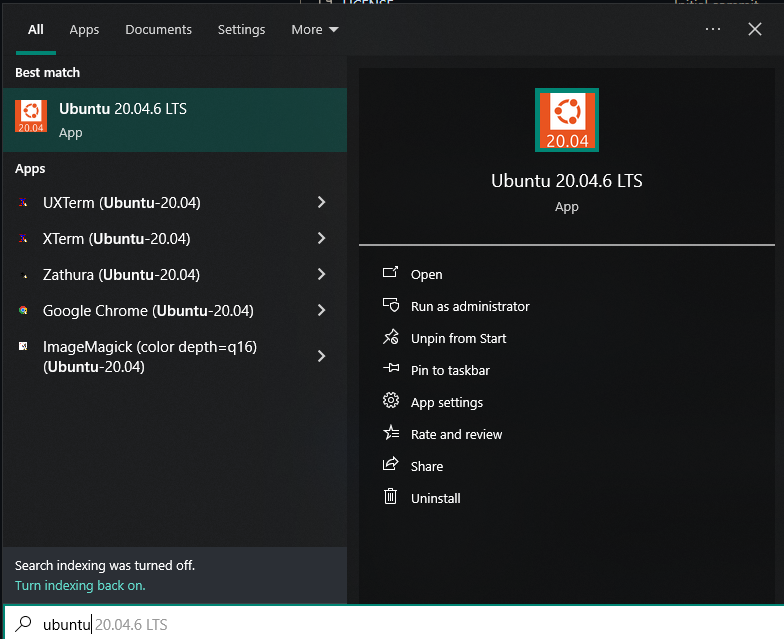 LICENSE
Initial commit
All Apps Documents Settings More
Best match
20.04
Ubuntu 20.04.6 LTS
App
Apps
UXTerm (Ubuntu-20.04)
XTerm (Ubuntu-20.04)
Zathura (Ubuntu-20.04)
Google Chrome (Ubuntu-20.04)
ImageMagick (color depth=q16)
(Ubuntu-20.04)
Search indexing was turned off.
Turn indexing back on.
20.04
Ubuntu 20.04.6 LTS
App
Open
Run as administrator
Unpin from Start
Pin to taskbar
App settings
Rate and review
Share
Uninstall
ubuntu 20.04.6 LTS